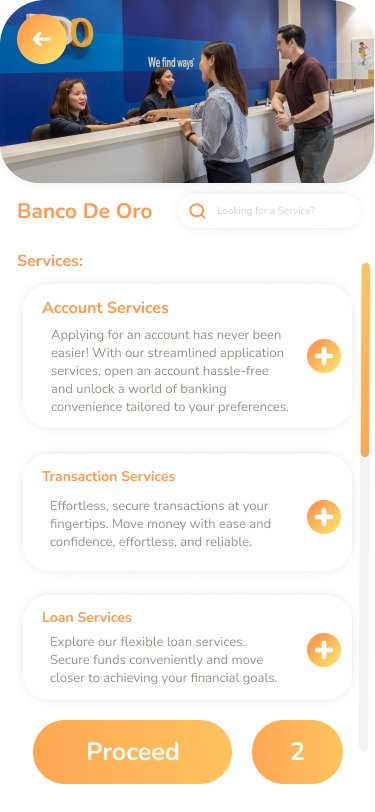 We find ways
Banco De Oro
Looking for a Service?
Services:
Account Services
Applying for an account has never been
easier! With our streamlined application
services, open an account hassle-free
and unlock a world of banking
convenience tailored to your preferences.
Transaction Services
Effortless, secure transactions at your
fingertips. Move money with ease and
confidence, effortless, and reliable.
Loan Services
Explore our flexible loan services.
Secure funds conveniently and move
closer to achieving your financial goals.
Proceed
2